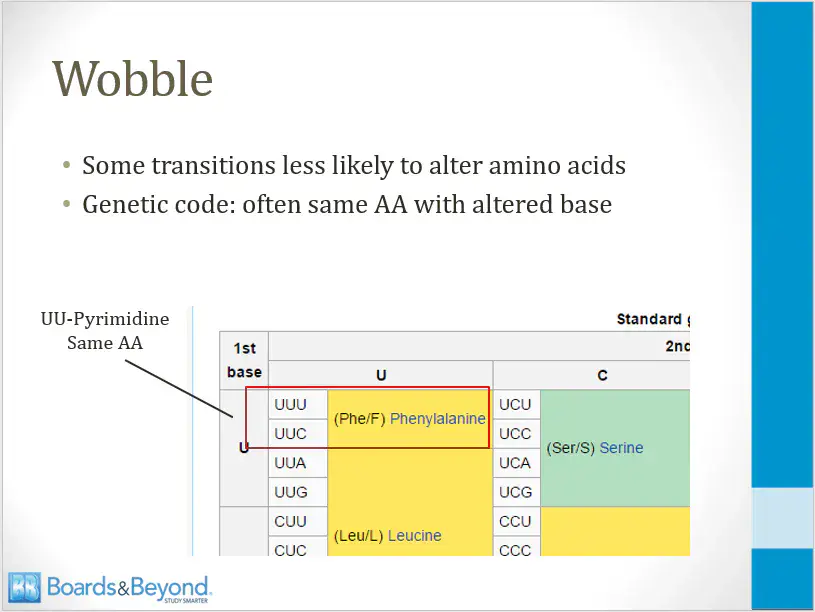 Wobble
• Some transitions less likely to alter amino acids
• Genetic code: often same AA with altered base
UU-Pyrimidine
Same AA
Standard g
1st
base
2nd
U
C
U
UUU
UUC
UUA
UUG
CUU
CUC
(Phe/F) Phenylalanine
(Leu/L) Leucine
UCU
UCC
UCA
UCG
CCU
CCC
(Ser/S) Serine
BB Boards&Beyond.
STUDY SMARTER